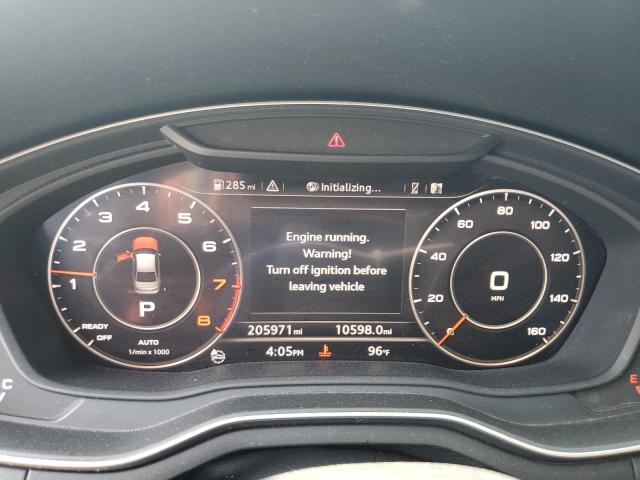 285 mi
Initializing...
Engine running.
Warning!
Turn off ignition before
leaving vehicle
1 2 3 4 5 6 7 8
P
READY
OFF
AUTO
1/min x 1000
0 20 40 60 80 100 120 140 160
0
MPH
205971 mi 10598.0 mi
4:05PM 96°F
C
E